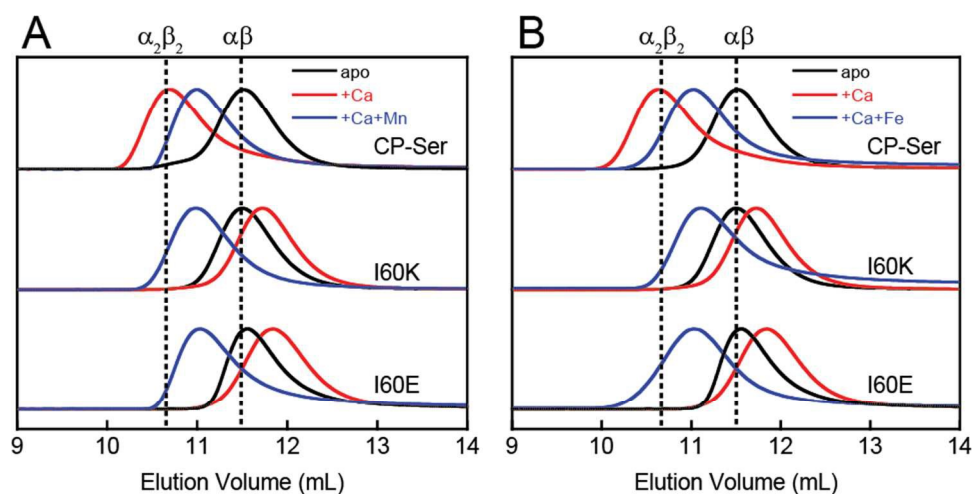 A
α₂β₂ αβ
apo
+Ca
+Ca+Mn
CP-Ser
I60K
I60E
9 10 11 12 13 14
Elution Volume (mL)
B
α₂β₂ αβ
apo
+Ca
+Ca+Fe
CP-Ser
I60K
I60E
9 10 11 12 13 14
Elution Volume (mL)